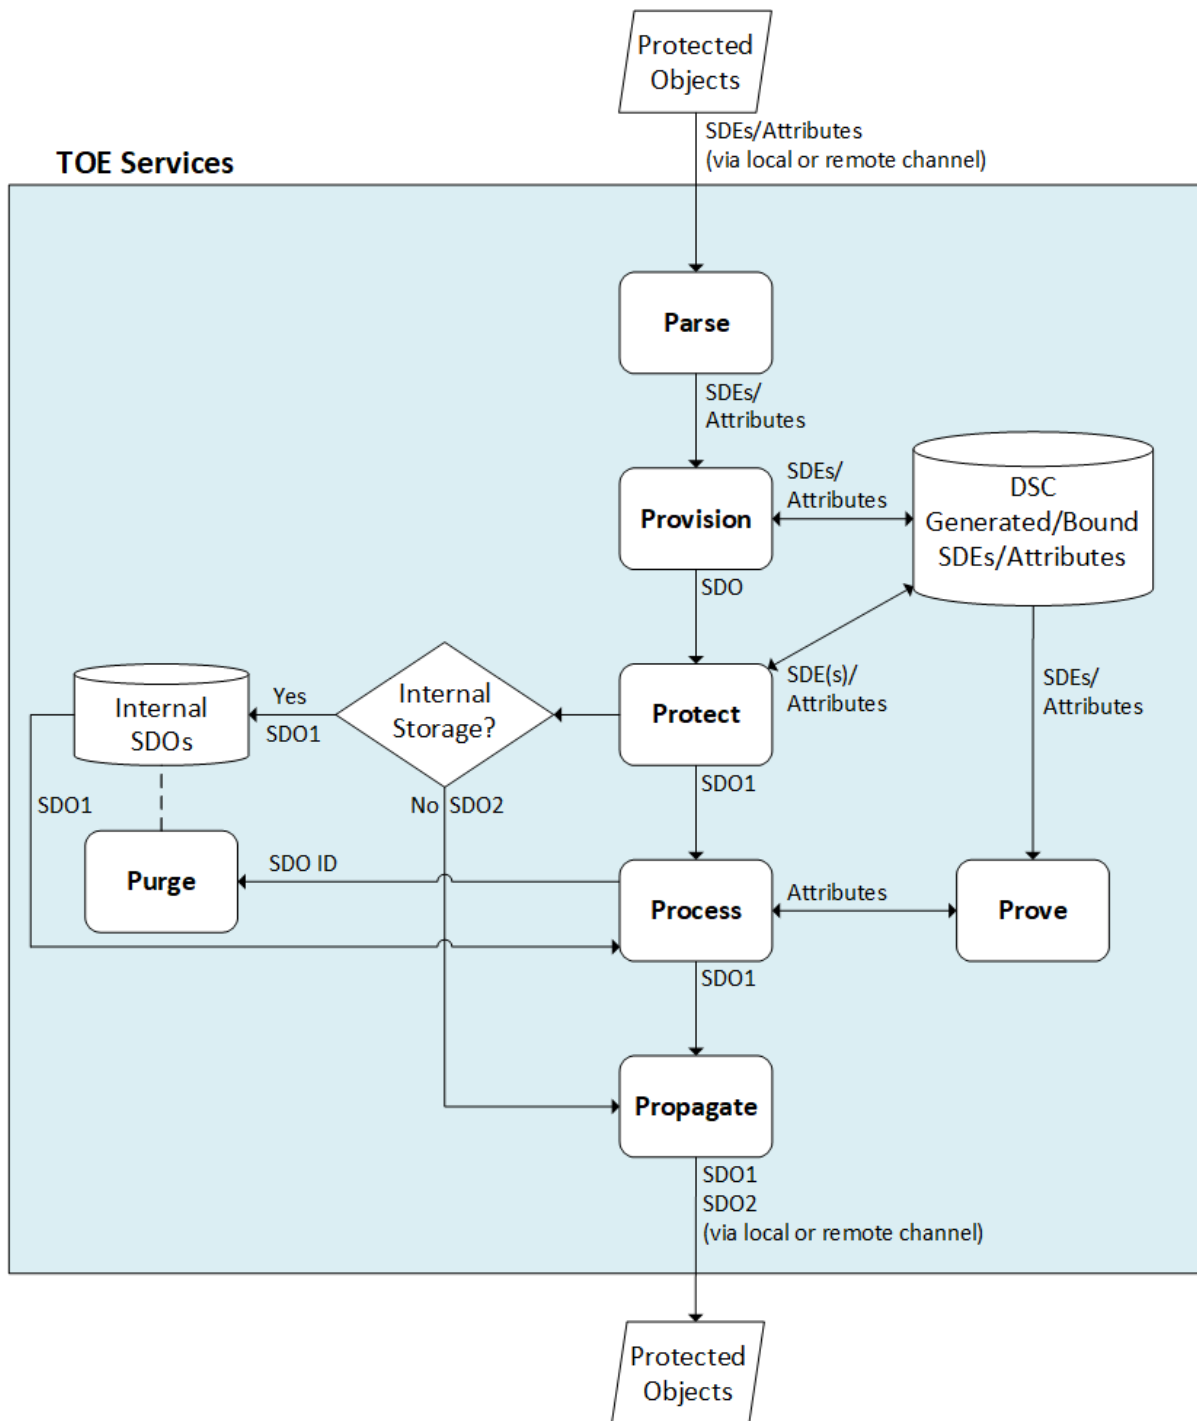 Protected
Objects
SDEs/Attributes
(via local or remote channel)
TOE Services
Parse
SDEs/
Attributes
Provision
SDEs/
Attributes
DSC
Generated/Bound
SDEs/Attributes
SDO
Internal
SDOs
Yes
SDO1
Internal
Storage?
Protect
SDE(s)/
Attributes
SDEs/
Attributes
SDO1
No
SDO2
SDO1
Purge
SDO ID
Process
Attributes
Prove
SDO1
Propagate
SDO1
SDO2
(via local or remote channel)
Protected
Objects